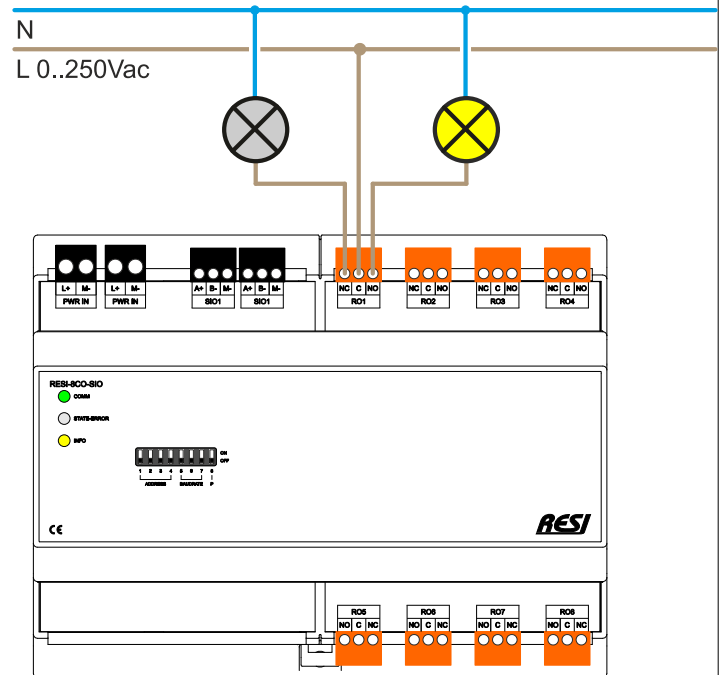 N
L 0..250Vac
L+ M- L+ M- A+ B- M- A+ B- M- NC C NO NC C NO NC C NO NC C NO
PWR IN PWR IN SIO1 SIO1 RO1 RO2 RO3 RO4
RESI-8CO-SIO
COMM
STATE-ERROR
INFO
ON
OFF
1 2 3 4 5 6 7 8
ADDRESS BAUDRATE P
CE
RESI
RO5 RO6 RO7 RO8
NO C NC NO C NC NO C NC NO C NC